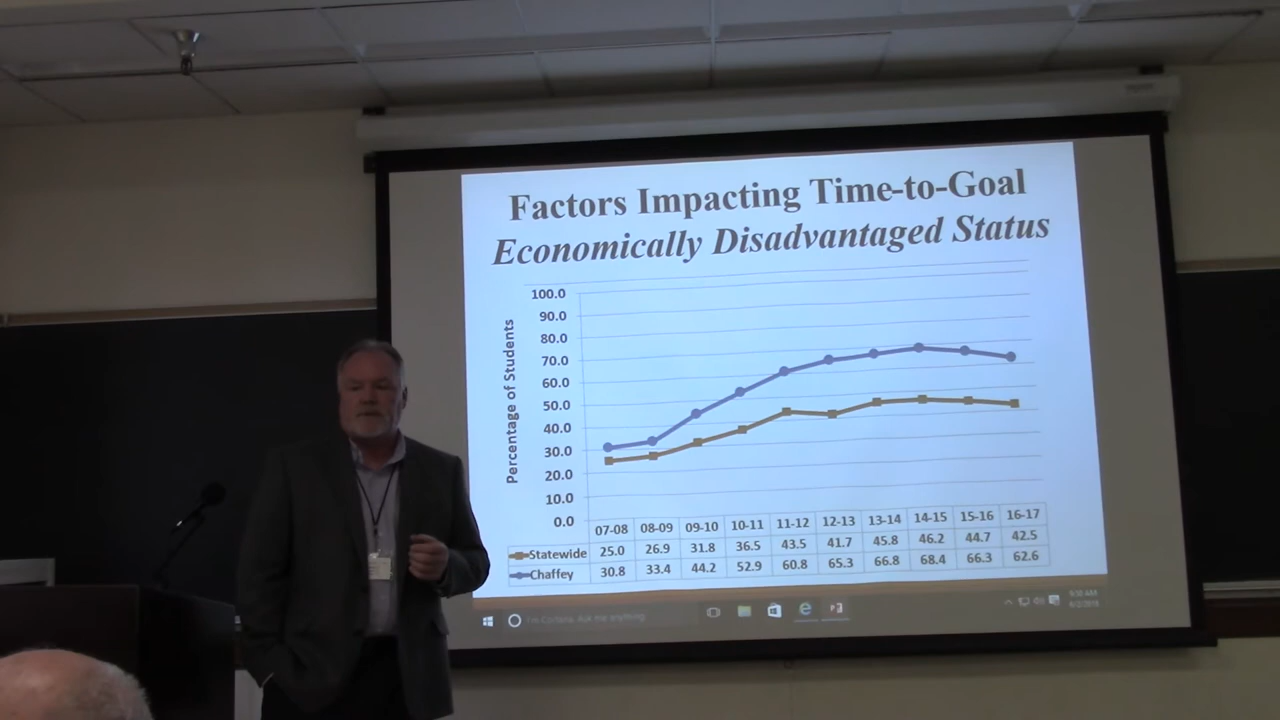 Factors Impacting Time-to-Goal
Economically Disadvantaged Status
Percentage of Students
100.0
90.0
80.0
70.0
60.0
50.0
40.0
30.0
20.0
10.0
0.0
07-08 08-09 09-10 10-11 11-12 12-13 13-14 14-15 15-16 16-17
Statewide 25.0 26.9 31.8 36.5 43.5 41.7 45.8 46.2 44.7 42.5
Chaffey 30.8 33.4 44.2 52.9 60.8 65.3 66.8 68.4 66.3 62.6
I'm Cortana. Ask me anything.